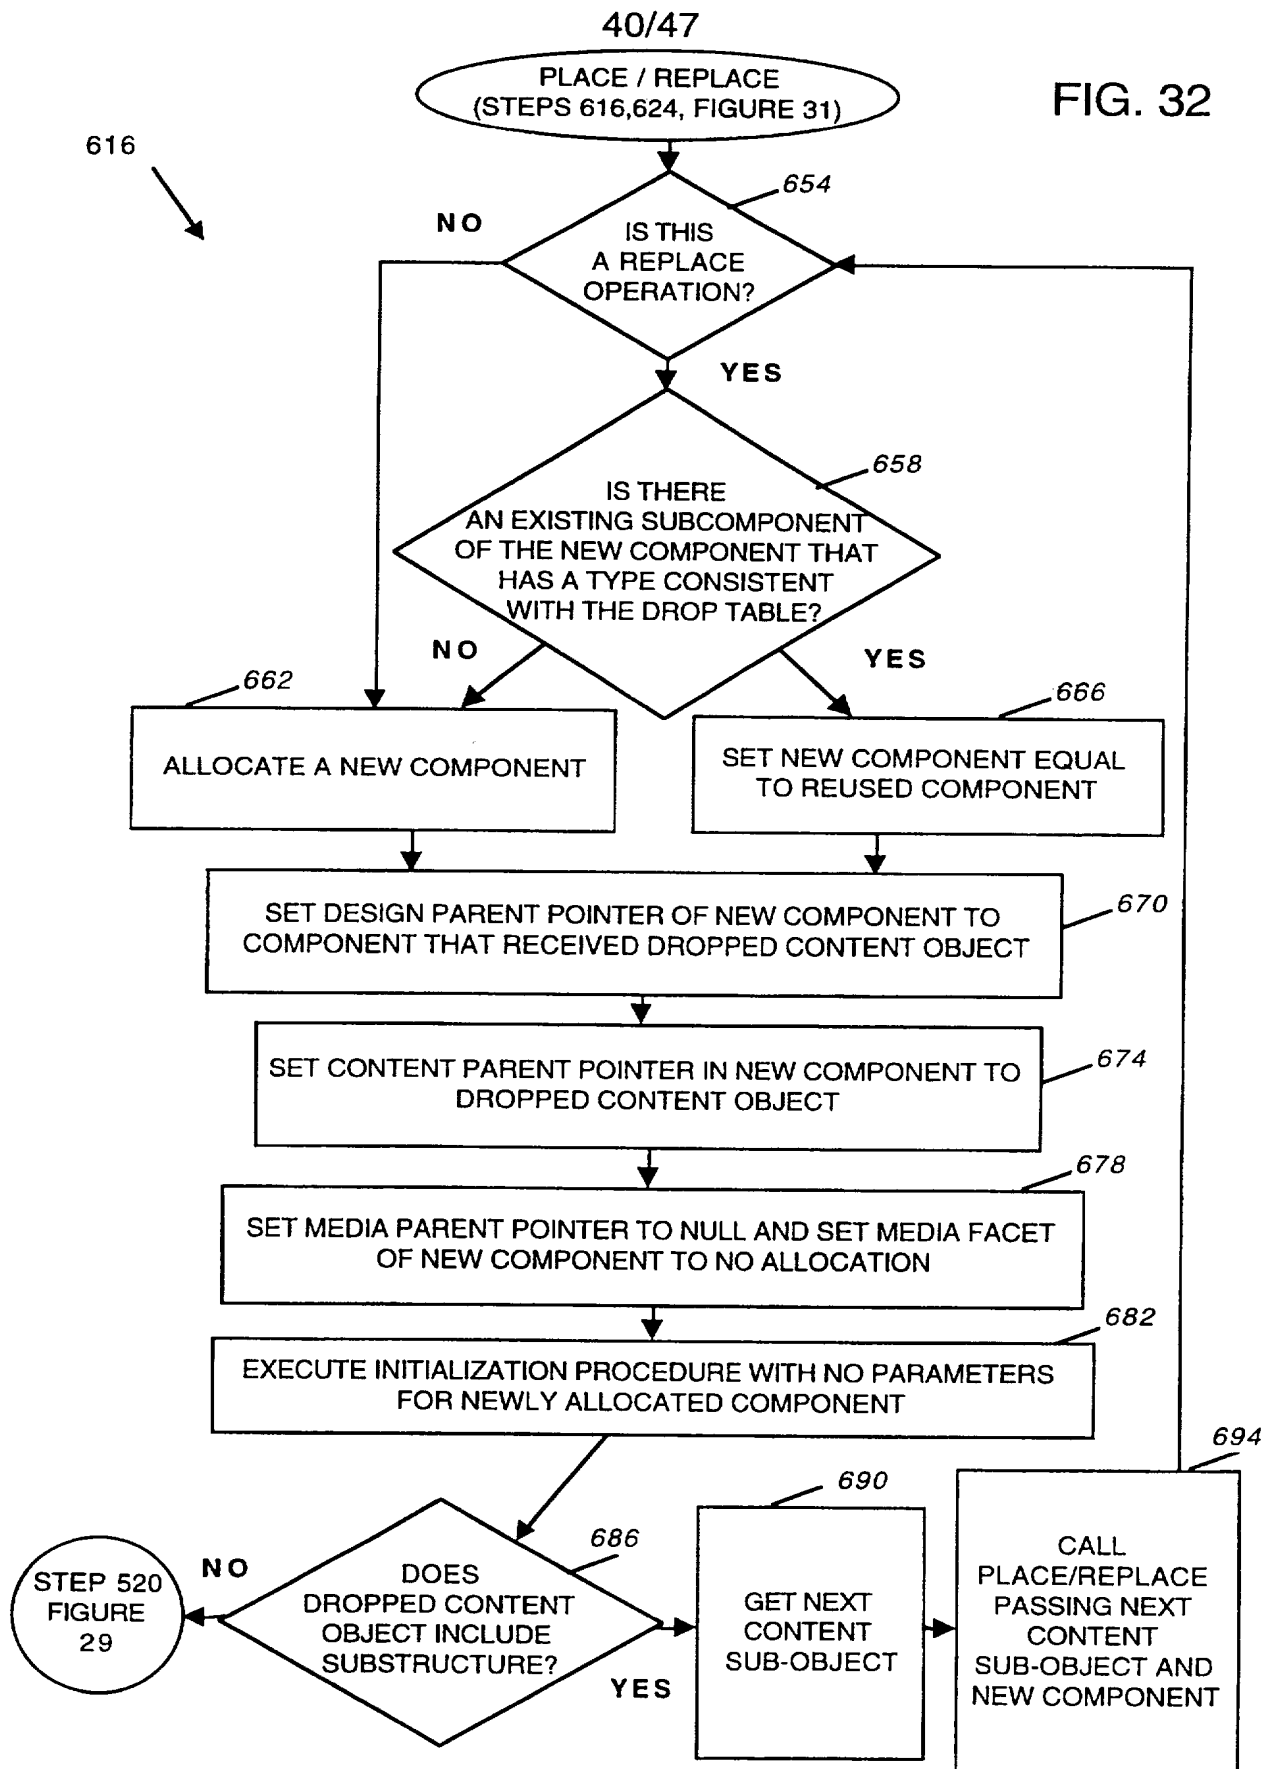 40/47
PLACE / REPLACE
(STEPS 616,624, FIGURE 31)
FIG. 32
616
654
NO
IS THIS
A REPLACE
OPERATION?
YES
658
IS THERE
AN EXISTING SUBCOMPONENT
OF THE NEW COMPONENT THAT
HAS A TYPE CONSISTENT
WITH THE DROP TABLE?
NO
YES
662
666
ALLOCATE A NEW COMPONENT
SET NEW COMPONENT EQUAL
TO REUSED COMPONENT
670
SET DESIGN PARENT POINTER OF NEW COMPONENT TO
COMPONENT THAT RECEIVED DROPPED CONTENT OBJECT
674
SET CONTENT PARENT POINTER IN NEW COMPONENT TO
DROPPED CONTENT OBJECT
678
SET MEDIA PARENT POINTER TO NULL AND SET MEDIA FACET
OF NEW COMPONENT TO NO ALLOCATION
682
EXECUTE INITIALIZATION PROCEDURE WITH NO PARAMETERS
FOR NEWLY ALLOCATED COMPONENT
686
DOES
DROPPED CONTENT
OBJECT INCLUDE
SUBSTRUCTURE?
NO
STEP 520
FIGURE
29
YES
690
GET NEXT
CONTENT
SUB-OBJECT
694
CALL
PLACE/REPLACE
PASSING NEXT
CONTENT
SUB-OBJECT AND
NEW COMPONENT